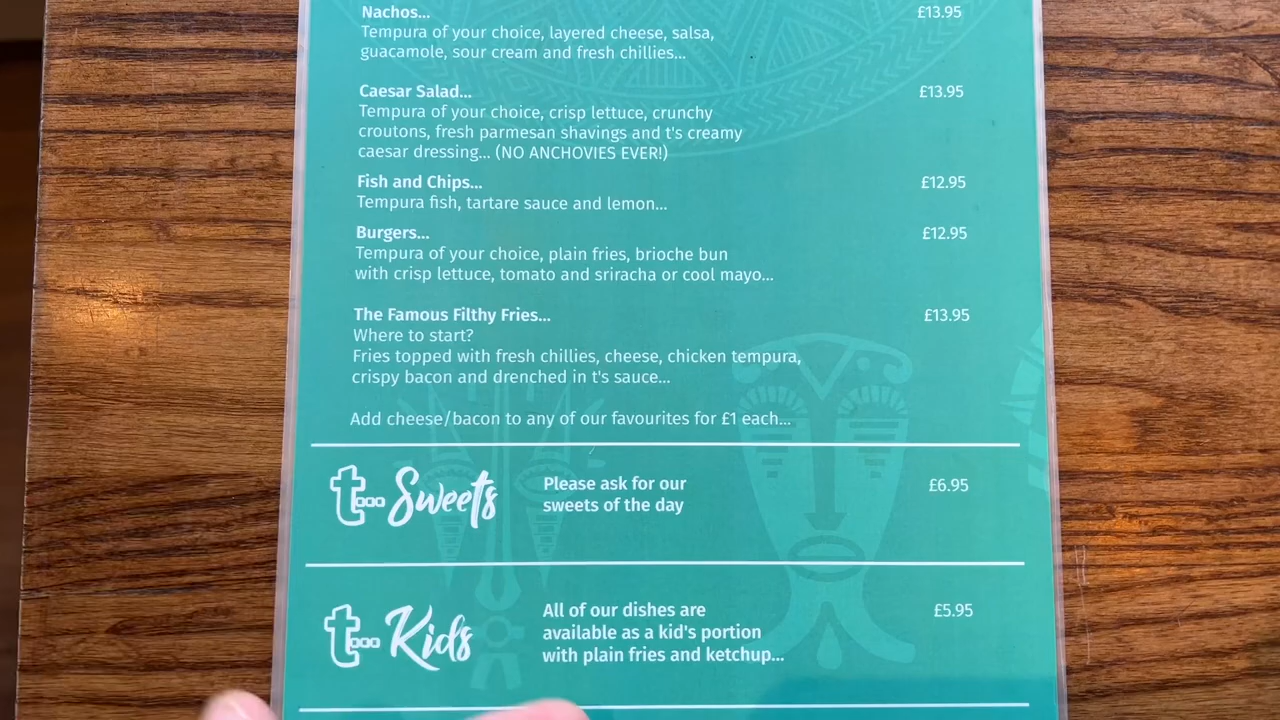 Nachos... £13.95
Tempura of your choice, layered cheese, salsa,
guacamole, sour cream and fresh chillies...
Caesar Salad... £13.95
Tempura of your choice, crisp lettuce, crunchy
croutons, fresh parmesan shavings and t's creamy
caesar dressing... (NO ANCHOVIES EVER!)
Fish and Chips... £12.95
Tempura fish, tartare sauce and lemon...
Burgers... £12.95
Tempura of your choice, plain fries, brioche bun
with crisp lettuce, tomato and sriracha or cool mayo...
The Famous Filthy Fries... £13.95
Where to start?
Fries topped with fresh chillies, cheese, chicken tempura,
crispy bacon and drenched in t's sauce...
Add cheese/bacon to any of our favourites for £1 each...
t... Sweets
Please ask for our £6.95
sweets of the day
t... Kids
All of our dishes are £5.95
available as a kid's portion
with plain fries and ketchup...